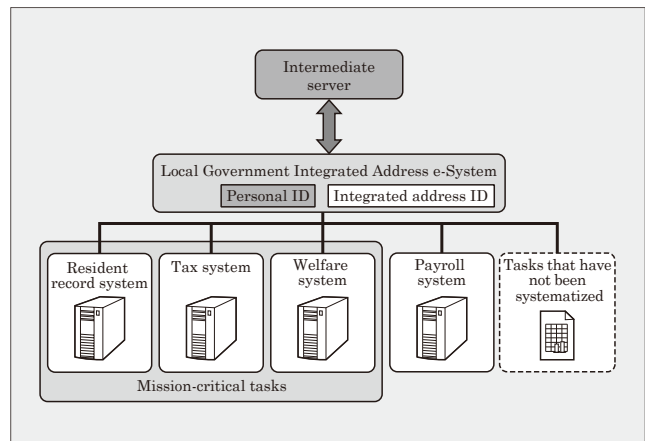 Intermediate
server
Local Government Integrated Address e-System
Personal ID
Integrated address ID
Resident
record system
Tax system
Welfare
system
Payroll
system
Tasks that have
not been
systematized
Mission-critical tasks